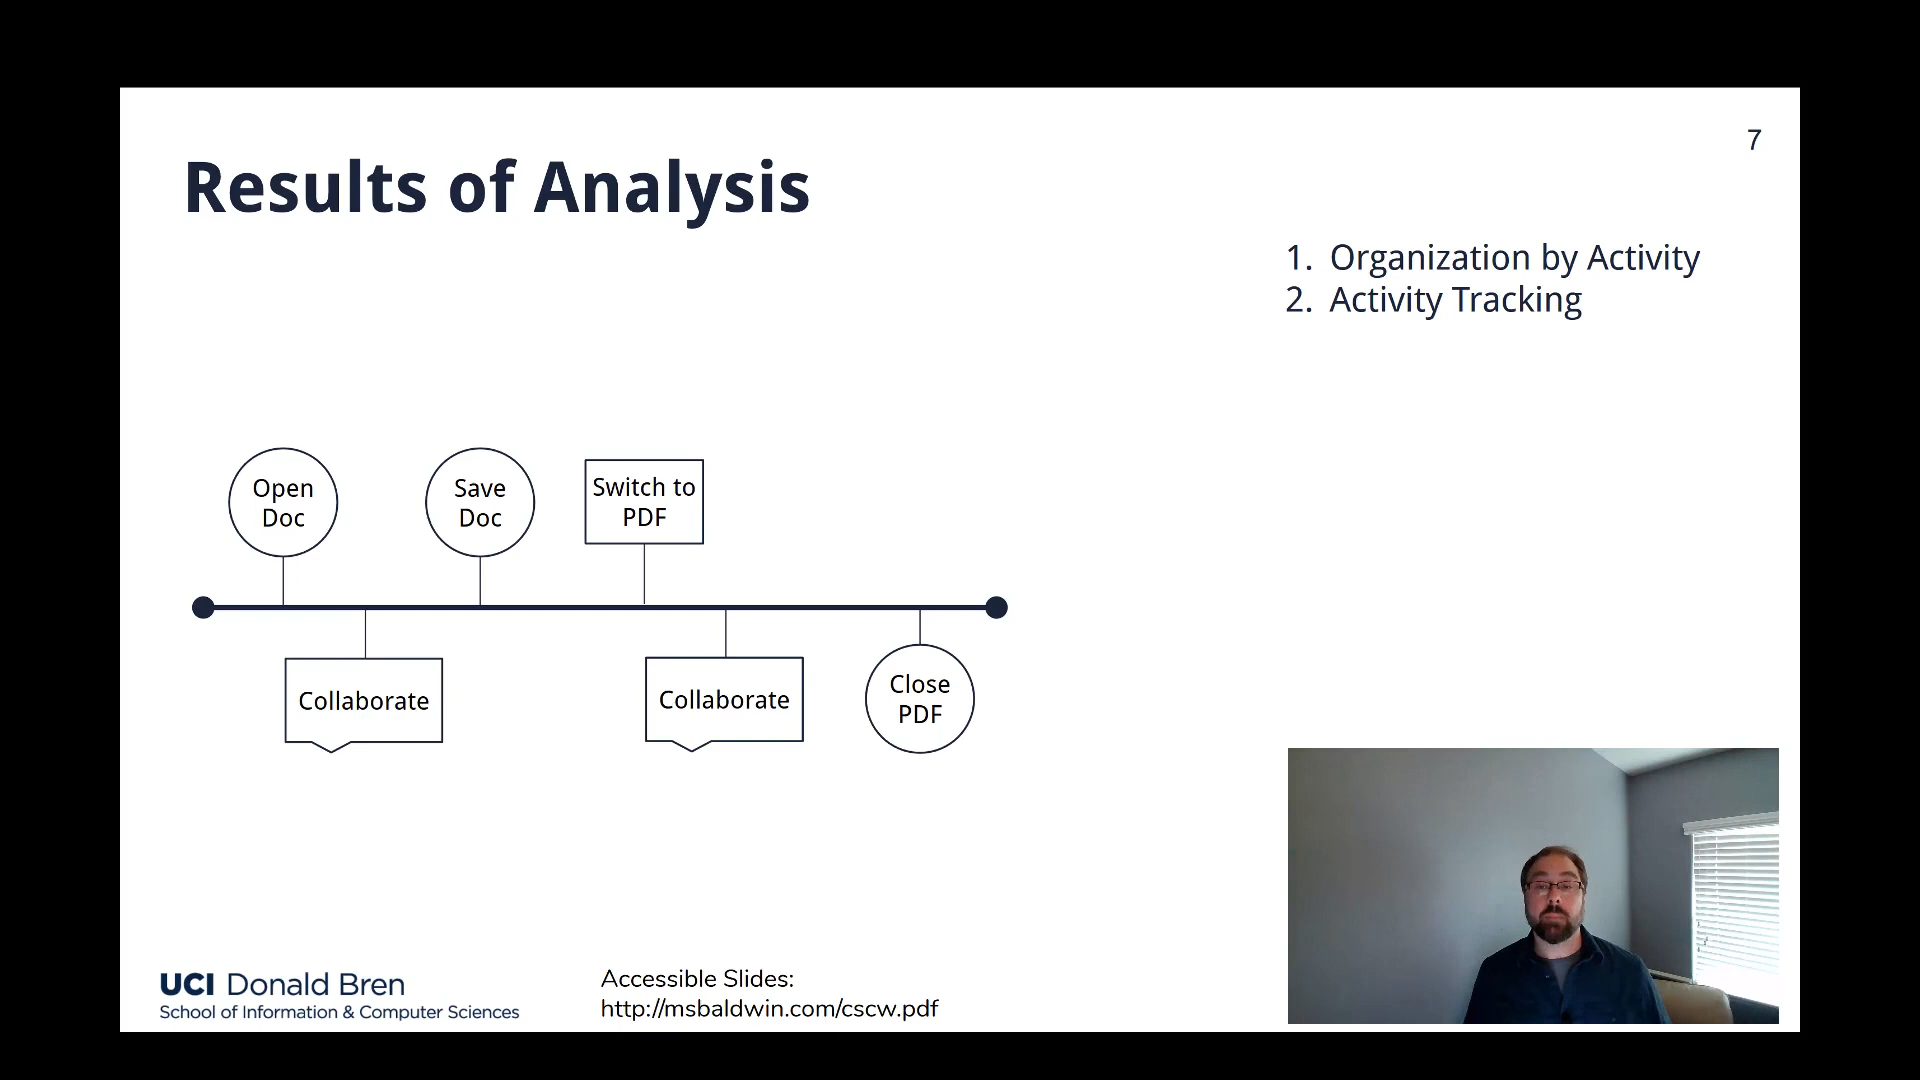 7
Results of Analysis
1. Organization by Activity
2. Activity Tracking
Open
Doc
Save
Doc
Switch to
PDF
Collaborate
Collaborate
Close
PDF
UCI Donald Bren
School of Information & Computer Sciences
Accessible Slides:
http://msbaldwin.com/cscw.pdf